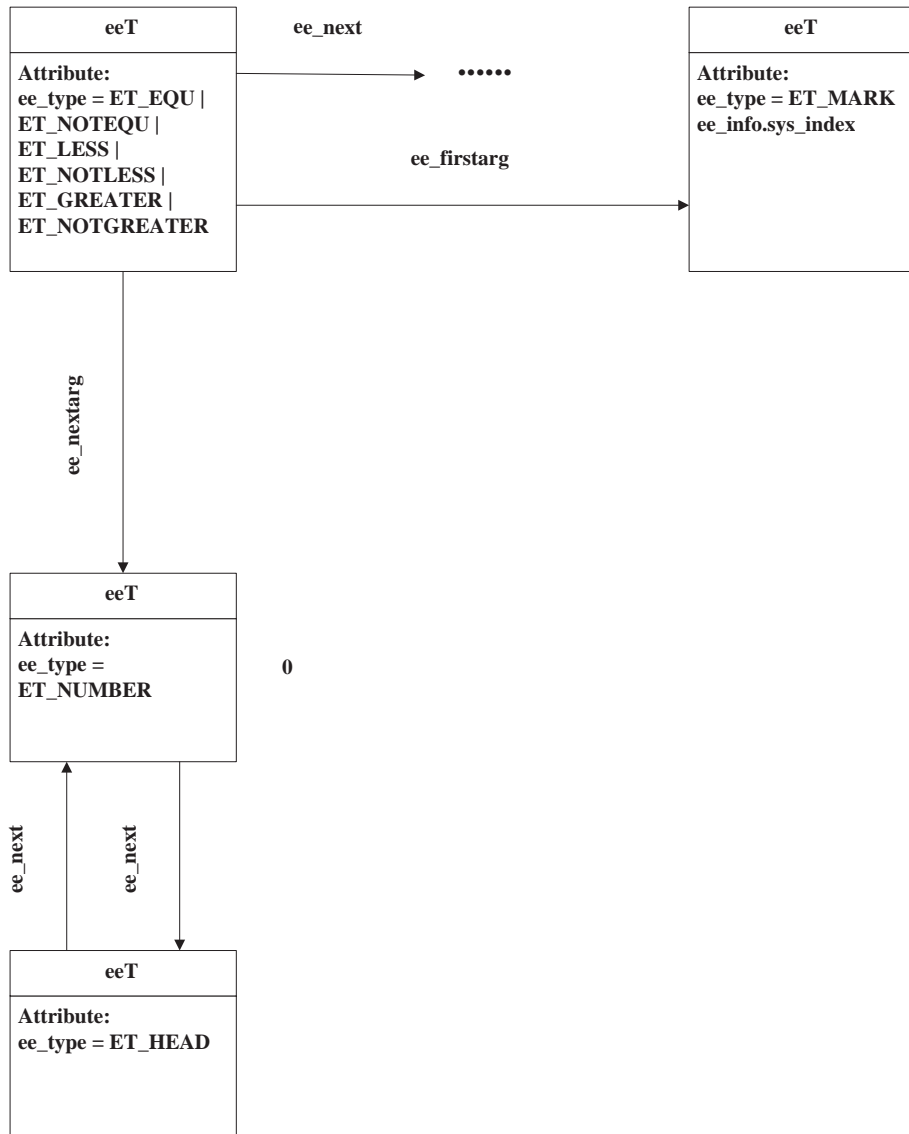 eeT
Attribute:
ee_type = ET_EQU |
ET_NOTEQU |
ET_LESS |
ET_NOTLESS |
ET_GREATER |
ET_NOTGREATER
ee_next
••••••
ee_firstarg
eeT
Attribute:
ee_type = ET_MARK
ee_info.sys_index
ee_nextarg
eeT
Attribute:
ee_type =
ET_NUMBER
0
ee_next
ee_next
eeT
Attribute:
ee_type = ET_HEAD